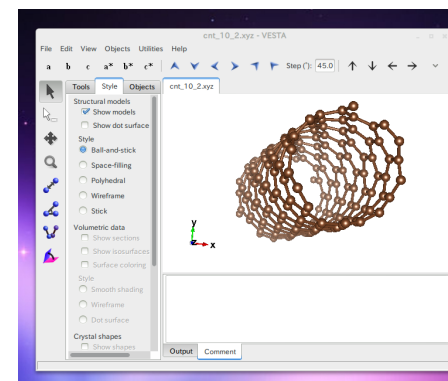 cnt_10_2.xyz - VESTA
File Edit View Objects Utilities Help
a b c a* b* c* Step (°): 45.0
Tools Style Objects cnt_10_2.xyz
Structural models
Show models
Show dot surface
Style
Ball-and-stick
Space-filling
Polyhedral
Wireframe
Stick
Volumetric data
Show sections
Show isosurfaces
Surface coloring
Style
Smooth shading
Wireframe
Dot surface
Crystal shapes
Show shapes
y
z x
Output Comment